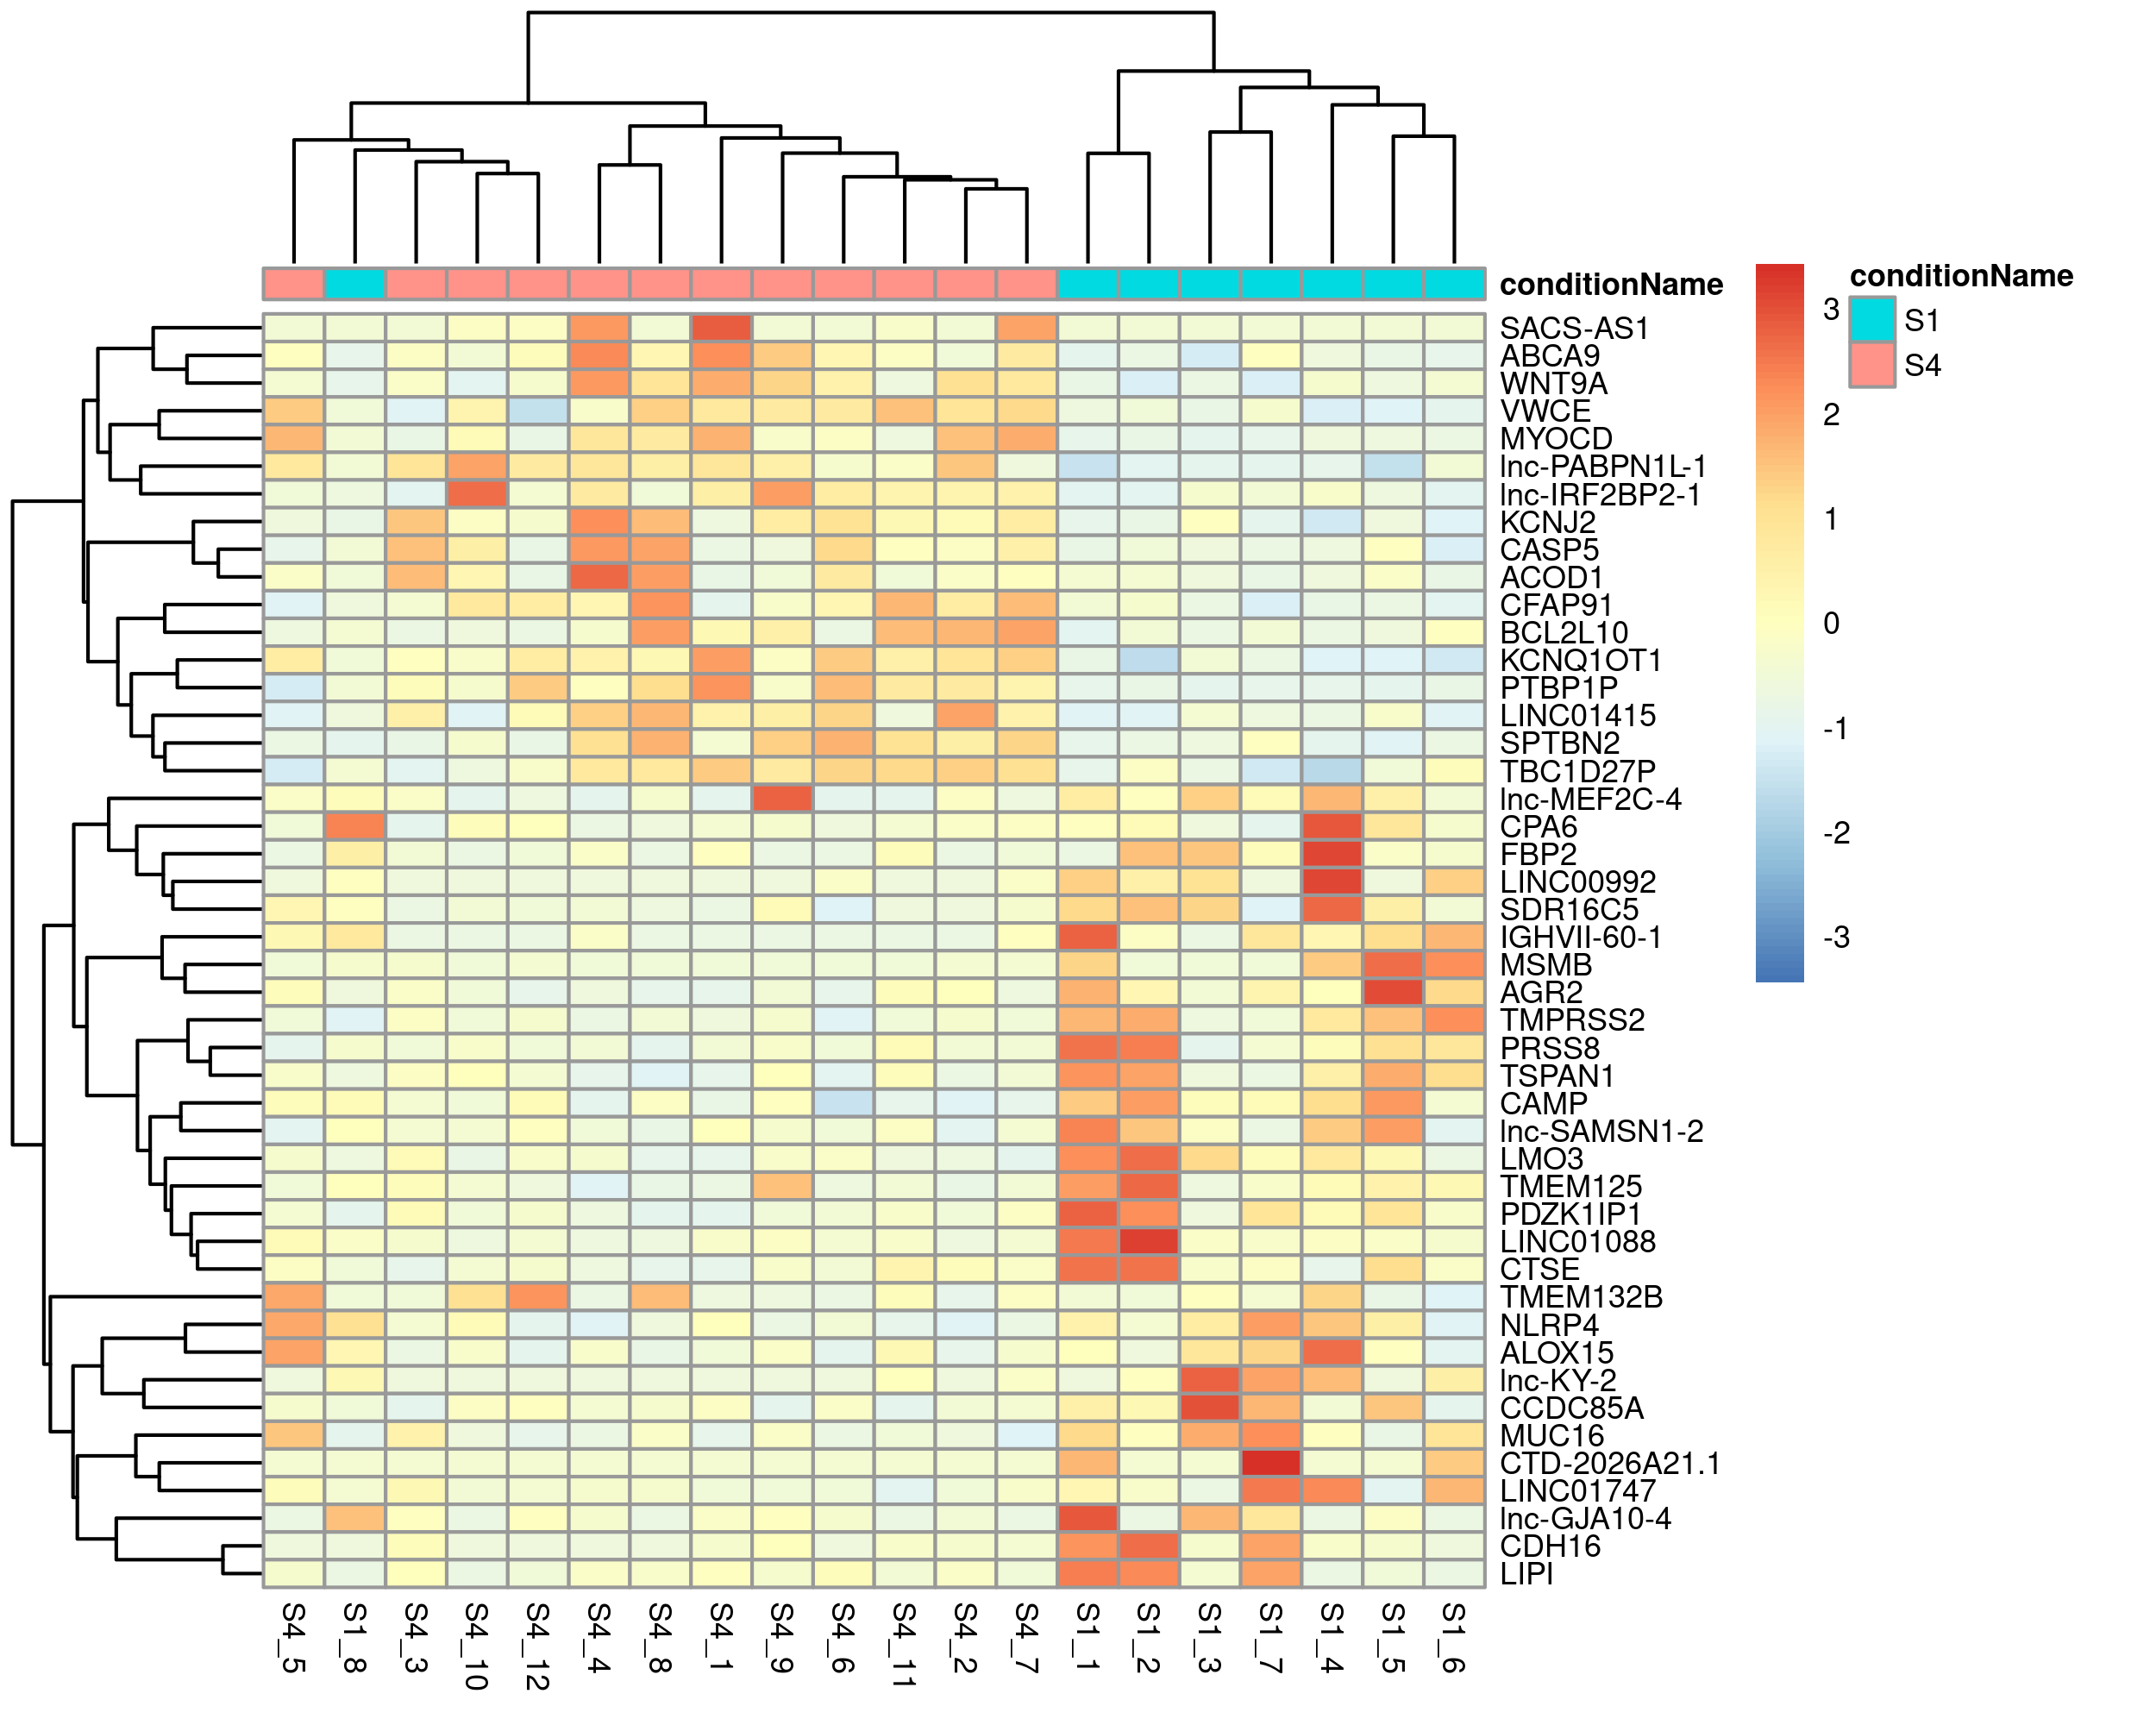 conditionName
SACS-AS1
ABCA9
WNT9A
VWCE
MYOCD
lnc-PABPN1L-1
lnc-IRF2BP2-1
KCNJ2
CASP5
ACOD1
CFAP91
BCL2L10
KCNQ1OT1
PTBP1P
LINC01415
SPTBN2
TBC1D27P
lnc-MEF2C-4
CPA6
FBP2
LINC00992
SDR16C5
IGHVII-60-1
MSMB
AGR2
TMPRSS2
PRSS8
TSPAN1
CAMP
lnc-SAMSN1-2
LMO3
TMEM125
PDZK1IP1
LINC01088
CTSE
TMEM132B
NLRP4
ALOX15
lnc-KY-2
CCDC85A
MUC16
CTD-2026A21.1
LINC01747
lnc-GJA10-4
CDH16
LIPI
3
2
1
0
-1
-2
-3
conditionName
S1
S4
S4_5
S1_8
S4_3
S4_10
S4_12
S4_4
S4_8
S4_1
S4_9
S4_6
S4_11
S4_2
S4_7
S1_1
S1_2
S1_3
S1_7
S1_4
S1_5
S1_6